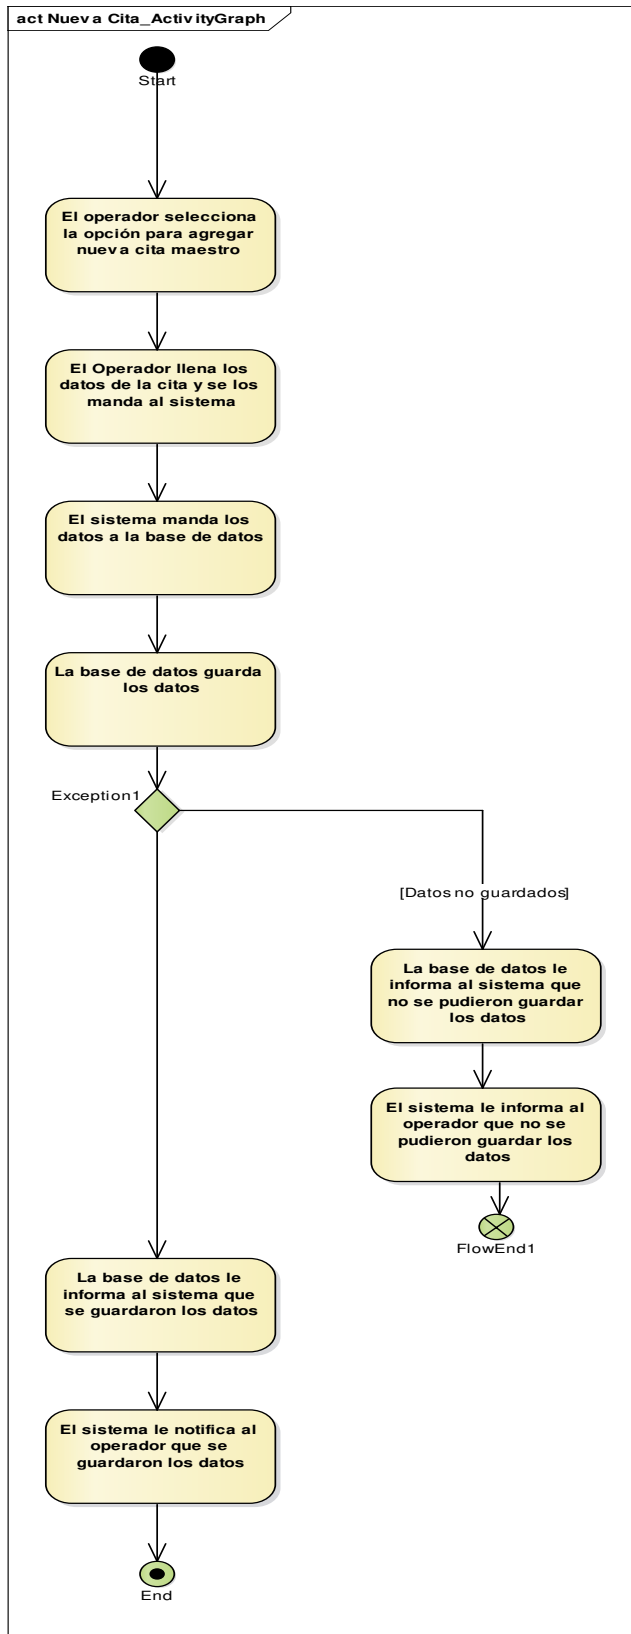 act Nueva Cita_ActivityGraph
Start
El operador selecciona
la opción para agregar
nueva cita maestro
El Operador llena los
datos de la cita y se los
manda al sistema
El sistema manda los
datos a la base de datos
La base de datos guarda
los datos
Exception1
[Datos no guardados]
La base de datos le
informa al sistema que
no se pudieron guardar
los datos
El sistema le informa al
operador que no se
pudieron guardar los
datos
FlowEnd1
La base de datos le
informa al sistema que
se guardaron los datos
El sistema le notifica al
operador que se
guardaron los datos
End